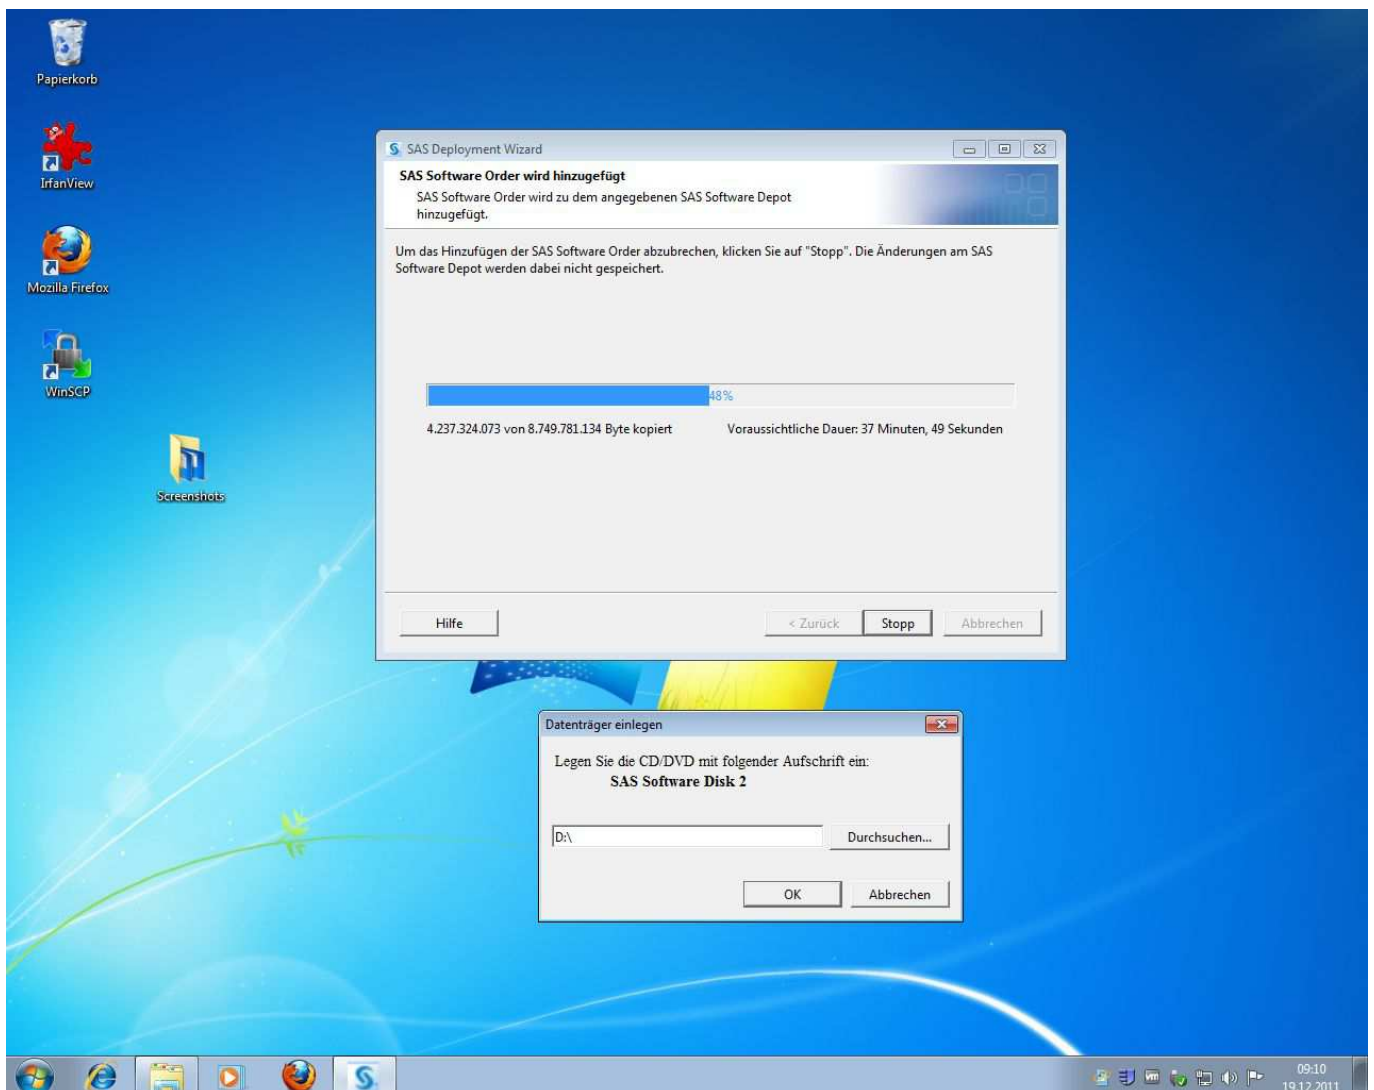 Papierkorb
IrfanView
Mozilla Firefox
WinSCP
Screenshots
SAS Deployment Wizard
SAS Software Order wird hinzugefügt
SAS Software Order wird zu dem angegebenen SAS Software Depot
hinzugefügt.
Um das Hinzufügen der SAS Software Order abzubrechen, klicken Sie auf "Stopp". Die Änderungen am SAS
Software Depot werden dabei nicht gespeichert.
48%
4.237.324.073 von 8.749.781.134 Byte kopiert
Voraussichtliche Dauer: 37 Minuten, 49 Sekunden
Hilfe
< Zurück
Stopp
Abbrechen
Datenträger einlegen
Legen Sie die CD/DVD mit folgender Aufschrift ein:
SAS Software Disk 2
D:\
Durchsuchen...
OK
Abbrechen
09:10
19.12.2011